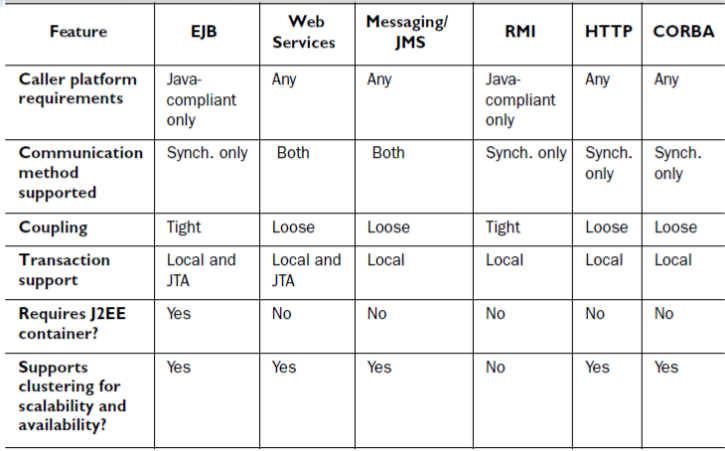 Feature EJB Web Services Messaging/ JMS RMI HTTP CORBA
Caller platform requirements Java-compliant only Any Any Java-compliant only Any Any
Communication method supported Synch. only Both Both Synch. only Synch. only Synch. only
Coupling Tight Loose Loose Tight Loose Loose
Transaction support Local and JTA Local and JTA Local Local Local Local
Requires J2EE container? Yes No No No No No
Supports clustering for scalability and availability? Yes Yes Yes No Yes Yes